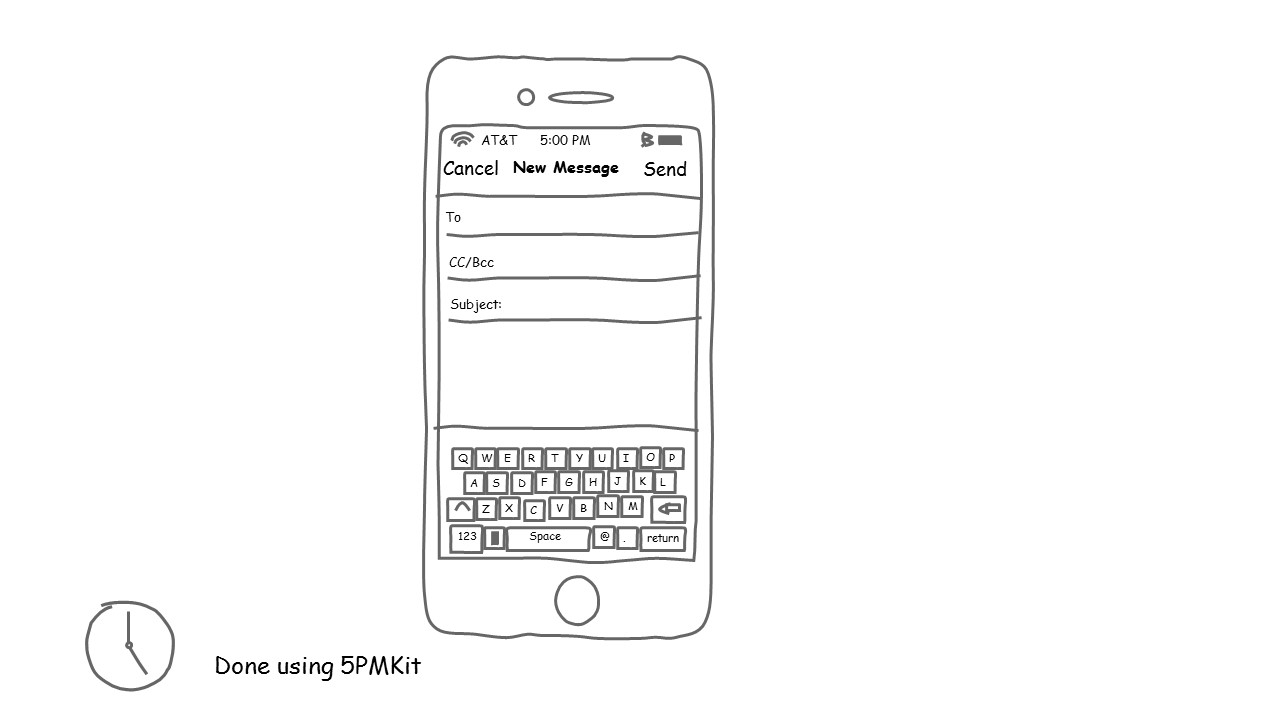 AT&T 5:00 PM
Cancel New Message Send
To
CC/Bcc
Subject:
Q W E R T Y U I O P
A S D F G H J K L
Z X C V B N M
123 Space @ . return
Done using 5PMKit